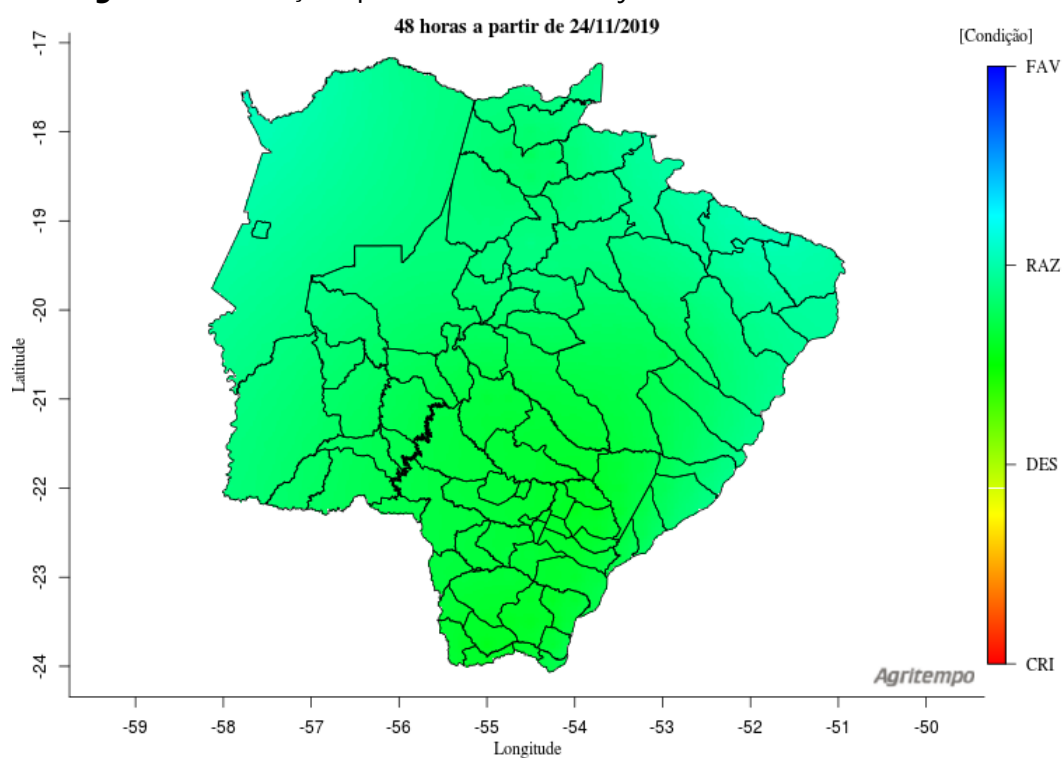 48 horas a partir de 24/11/2019
[Condição]
FAV
RAZ
DES
CRI
-17
-18
-19
-20
-21
-22
-23
-24
Latitude
Agritempo
-59 -58 -57 -56 -55 -54 -53 -52 -51 -50
Longitude